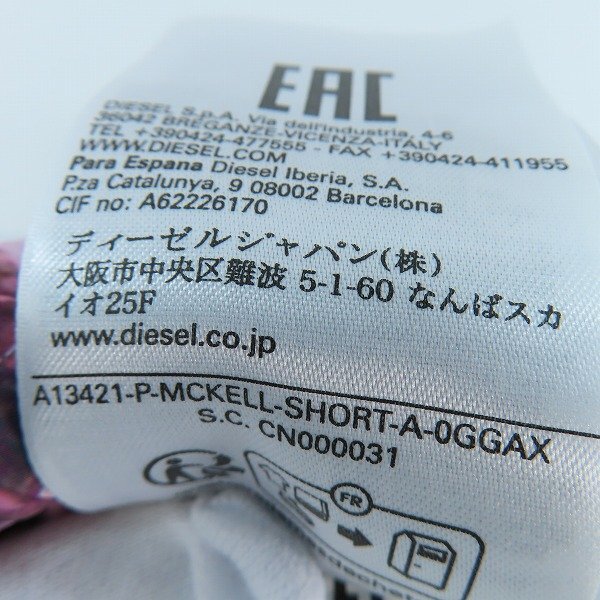 EAC
DIESEL S.P.A. Via dell'industria, 4-6
36042 BREGANZE-VICENZA-ITALY
TEL +390424-477555 - FAX +390424-411955
WWW.DIESEL.COM
Para Espana Diesel Iberia, S.A.
P.za Catalunya, 9 08002 Barcelona
CIF no: A62226170
ディーゼルジャパン(株)
大阪市中央区難波 5-1-60 なんばスカ
イオ25F
www.diesel.co.jp
A13421-P-MCKELL-SHORT-A-0GGAX
S.C. CN000031
FR